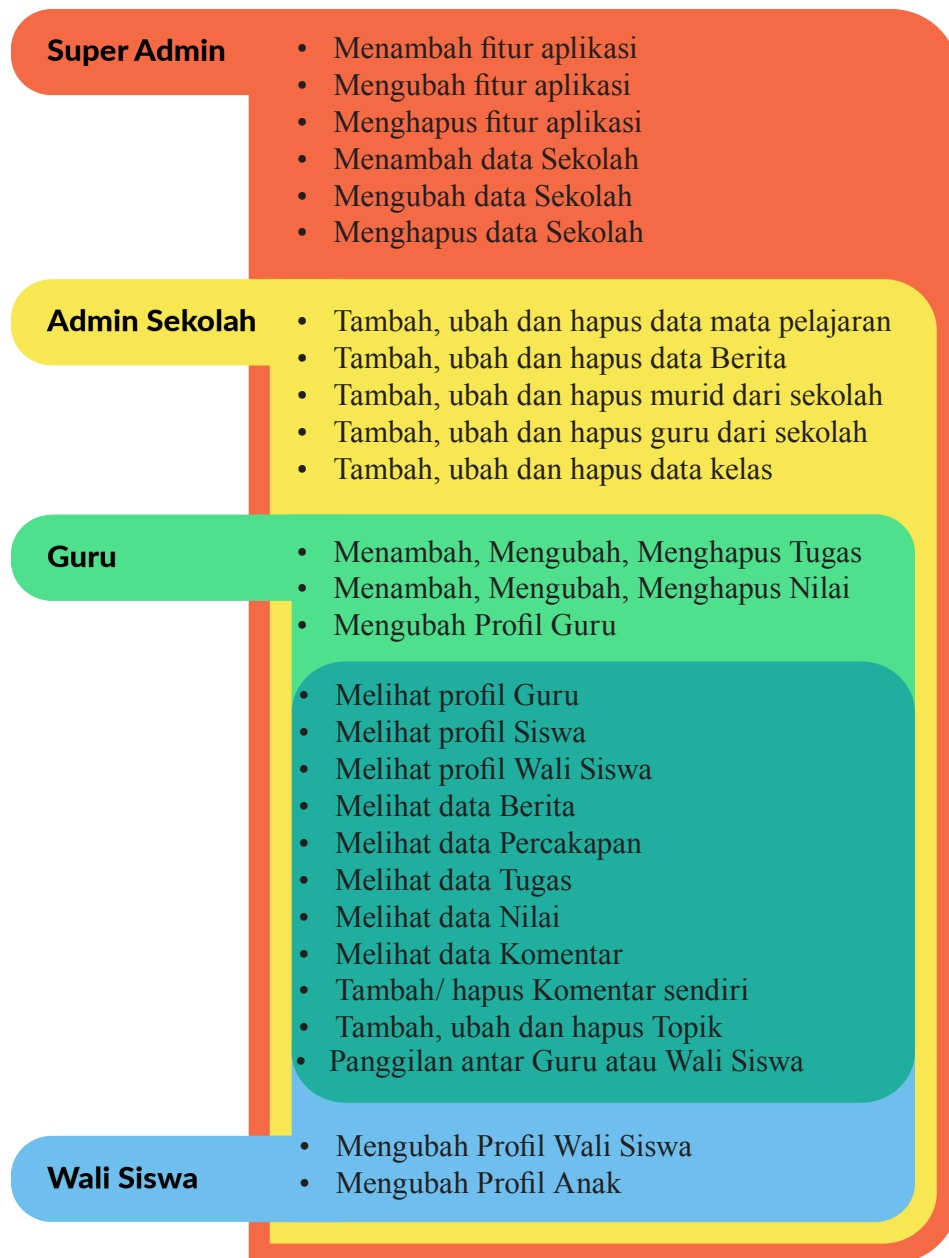 Super Admin
• Menambah fitur aplikasi
• Mengubah fitur aplikasi
• Menghapus fitur aplikasi
• Menambah data Sekolah
• Mengubah data Sekolah
• Menghapus data Sekolah
Admin Sekolah
• Tambah, ubah dan hapus data mata pelajaran
• Tambah, ubah dan hapus data Berita
• Tambah, ubah dan hapus murid dari sekolah
• Tambah, ubah dan hapus guru dari sekolah
• Tambah, ubah dan hapus data kelas
Guru
• Menambah, Mengubah, Menghapus Tugas
• Menambah, Mengubah, Menghapus Nilai
• Mengubah Profil Guru
• Melihat profil Guru
• Melihat profil Siswa
• Melihat profil Wali Siswa
• Melihat data Berita
• Melihat data Percakapan
• Melihat data Tugas
• Melihat data Nilai
• Melihat data Komentar
• Tambah/ hapus Komentar sendiri
• Tambah, ubah dan hapus Topik
• Panggilan antar Guru atau Wali Siswa
Wali Siswa
• Mengubah Profil Wali Siswa
• Mengubah Profil Anak